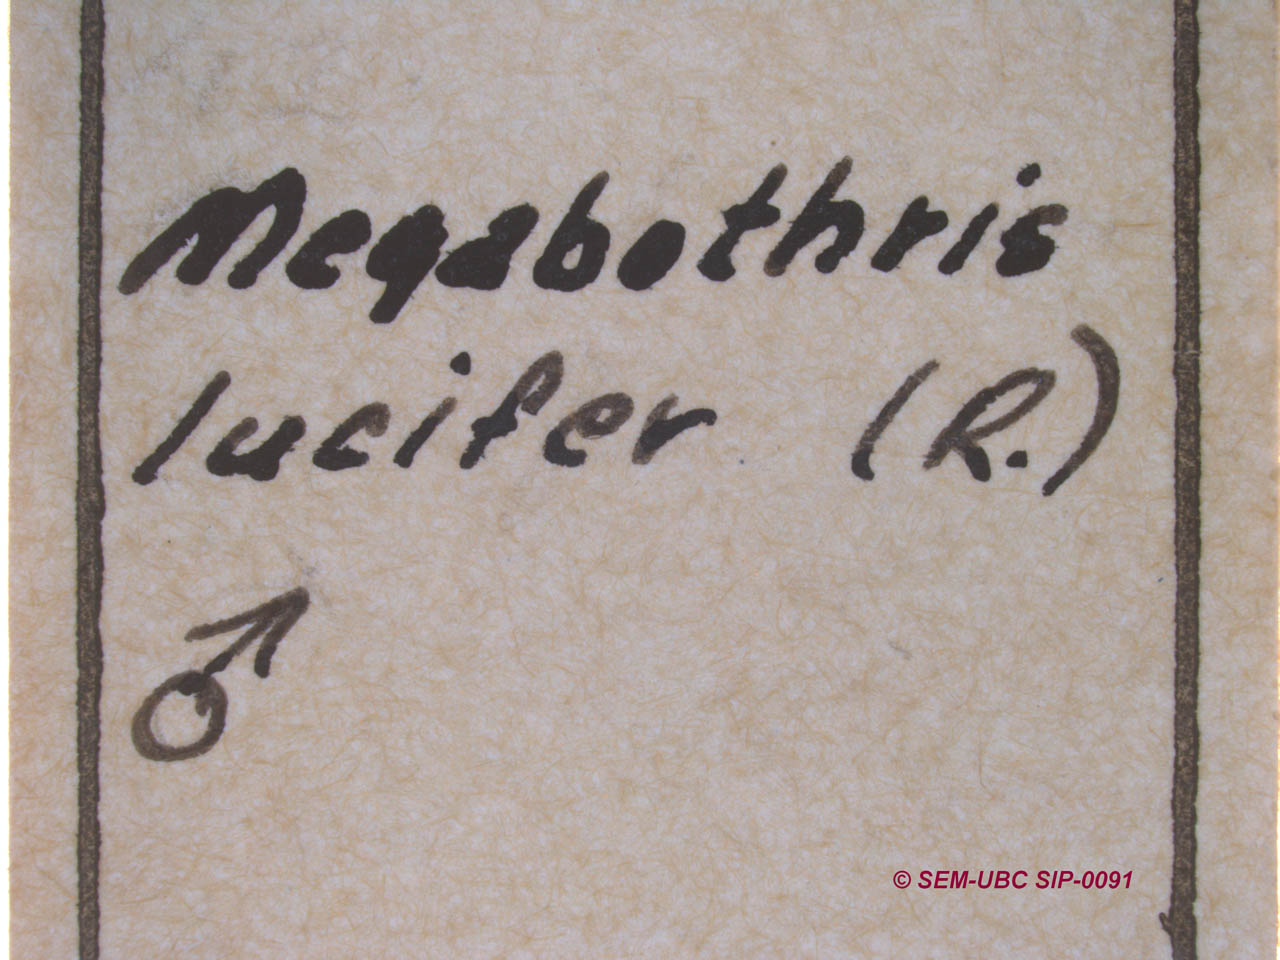 Megabothris
lucifer (R.)
♂
© SEM-UBC SIP-0091